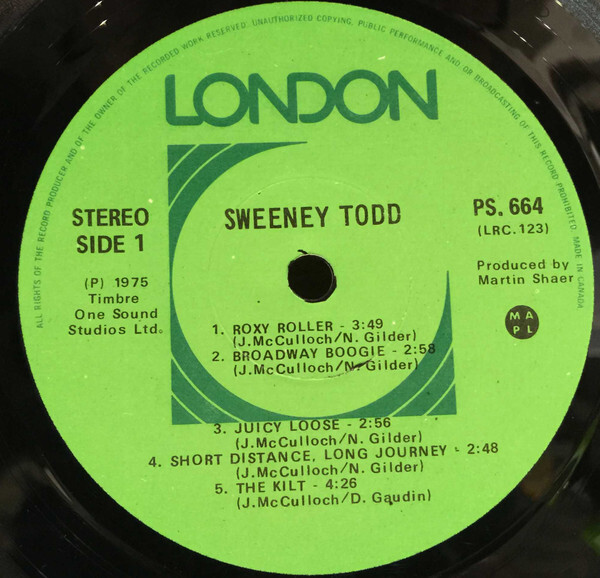 ALL RIGHTS OF THE RECORD PRODUCER AND OF THE OWNER OF THE RECORDED WORK RESERVED. UNAUTHORIZED COPYING, PUBLIC PERFORMANCE AND OR BROADCASTING OF THIS RECORD PROHIBITED. MADE IN CANADA.
LONDON
STEREO
SIDE 1
SWEENEY TODD
PS. 664
(LRC.123)
(P) 1975
Timbre
One Sound
Studios Ltd.
Produced by
Martin Shaer
M A
P L
1. ROXY ROLLER - 3:49
(J.McCulloch/N. Gilder)
2. BROADWAY BOOGIE - 2:58
(J.McCulloch/N. Gilder)
3. JUICY LOOSE - 2:56
(J.McCulloch/N. Gilder)
4. SHORT DISTANCE, LONG JOURNEY - 2:48
(J.McCulloch/N. Gilder)
5. THE KILT - 4:26
(J.McCulloch/D. Gaudin)